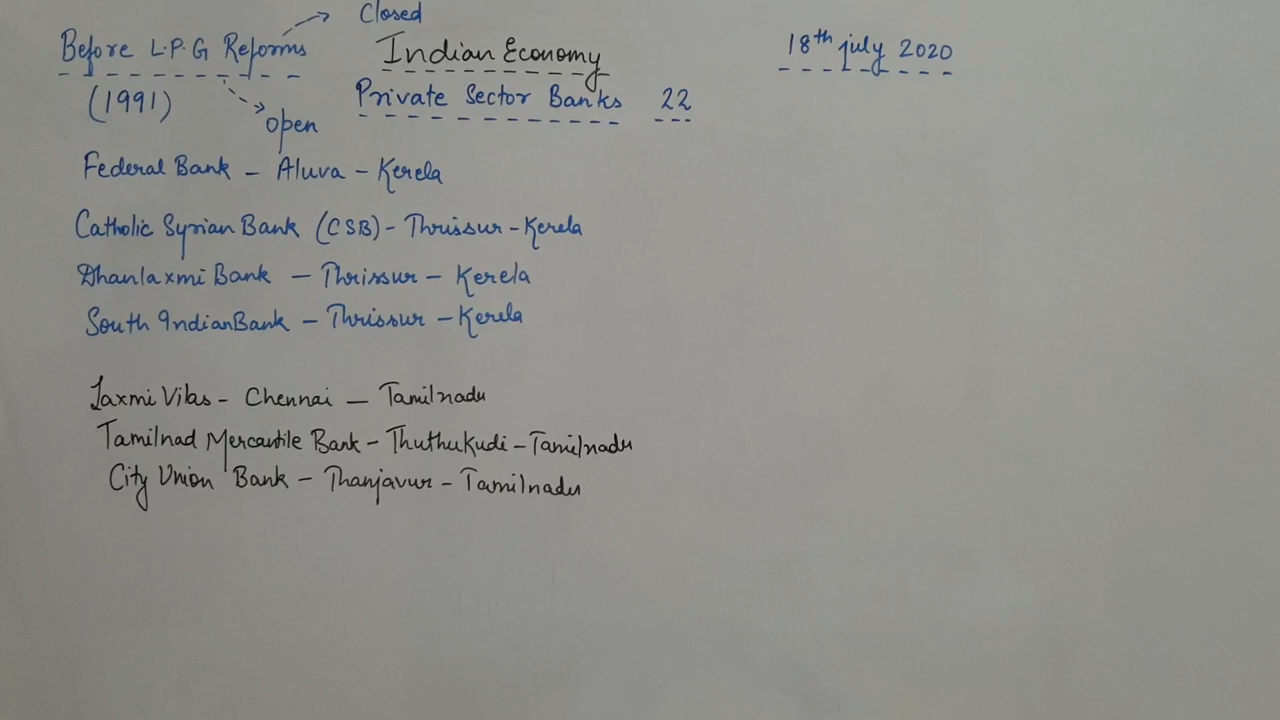 Closed
Before L.P.G Reforms
Indian Economy
18th july 2020
(1991)
Private Sector Banks 22
open
Federal Bank - Aluva - Kerela
Catholic Syrian Bank (CSB) - Thrissur - Kerela
Dhanlaxmi Bank - Thrissur - Kerela
South Indian Bank - Thrissur - Kerela
Laxmi Vilas - Chennai - Tamilnadu
Tamilnad Mercantile Bank - Thuthukudi - Tamilnadu
City Union Bank - Thanjavur - Tamilnadu